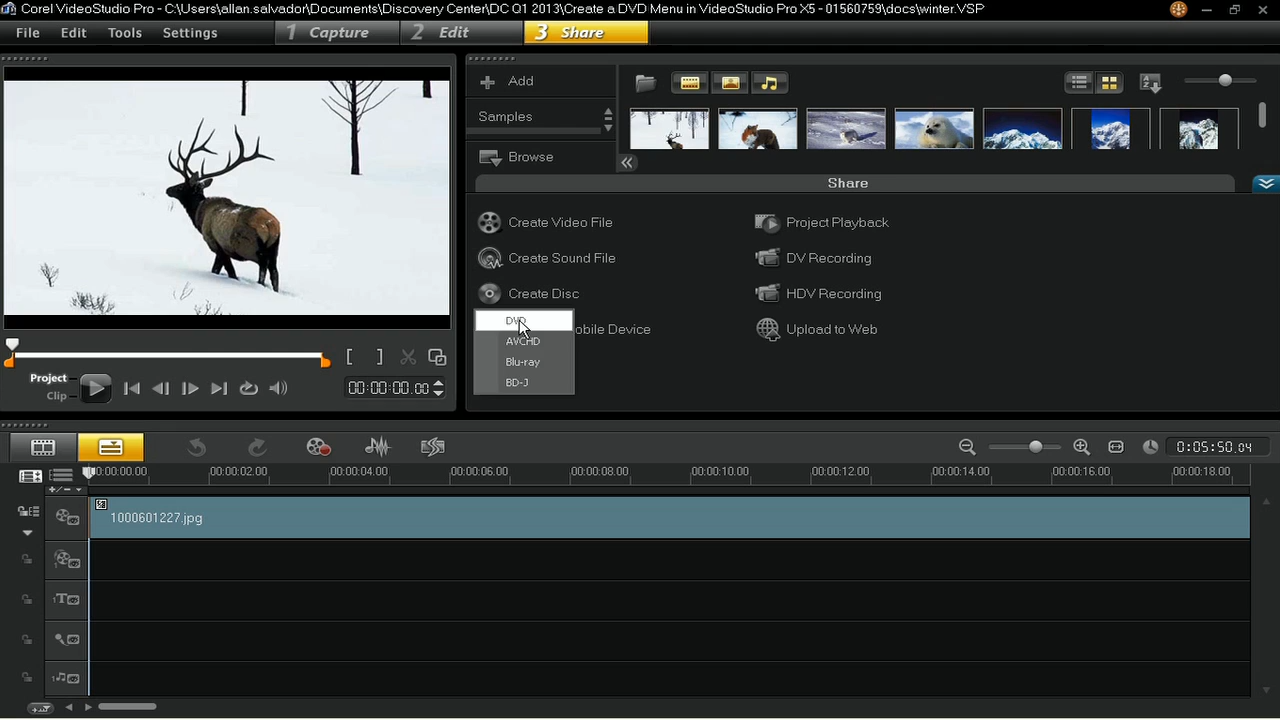 Corel VideoStudio Pro - C:\Users\allan.salvador\Documents\Discovery Center\DC Q1 2013\Create a DVD Menu in VideoStudio Pro X5 - 01560759\docs\winter.VSP
File Edit Tools Settings 1 Capture 2 Edit 3 Share
Add
Samples
Browse
Share
Create Video File Project Playback
Create Sound File DV Recording
Create Disc HDV Recording
DVD obile Device Upload to Web
AVCHD
Blu-ray
BD-J
Project
Clip
00:00:00.00
0:05:50.04
00:00:00.00 00:00:02.00 00:00:04.00 00:00:06.00 00:00:08.00 00:00:10.00 00:00:12.00 00:00:14.00 00:00:16.00 00:00:18.00
1000601227.jpg